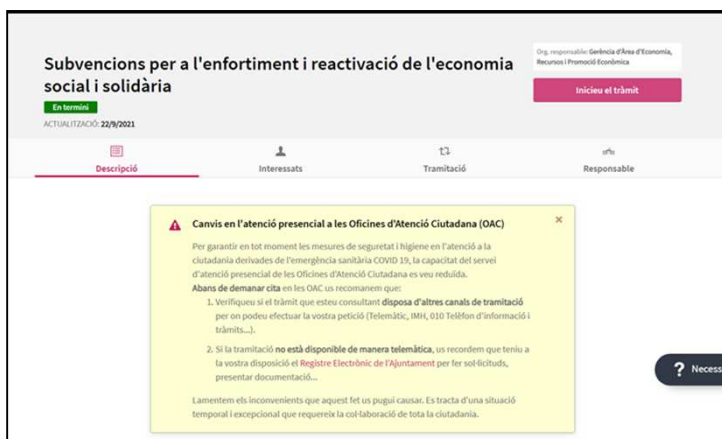 Subvencions per a l'enfortiment i reactivació de l'economia
social i solidària
En termini
ACTUALITZACIÓ: 22/9/2021
Org. responsable: Gerència d'Àrea d'Economia,
Recursos i Promoció Econòmica
Inicieu el tràmit
Descripció
Interessats
Tramitació
Responsable
Canvis en l'atenció presencial a les Oficines d'Atenció Ciutadana (OAC)
×
Per garantir en tot moment les mesures de seguretat i higiene en l'atenció a la
ciutadania derivades de l'emergència sanitària COVID 19, la capacitat del servei
d'atenció presencial de les Oficines d'Atenció Ciutadana es veu reduïda.
Abans de demanar cita en les OAC us recomanem que:
1. Verifiqueu si el tràmit que esteu consultant disposa d'altres canals de tramitació
per on podeu efectuar la vostra petició (Telemàtic, IMH, 010 Telèfon d'informació i
tràmits...).
2. Si la tramitació no està disponible de manera telemàtica, us recordem que teniu a
la vostra disposició el Registre Electrònic de l'Ajuntament per fer sol·licituds,
presentar documentació...
Lamentem els inconvenients que aquest fet us pugui causar. Es tracta d'una situació
temporal i excepcional que requereix la col·laboració de tota la ciutadania.
? Necess